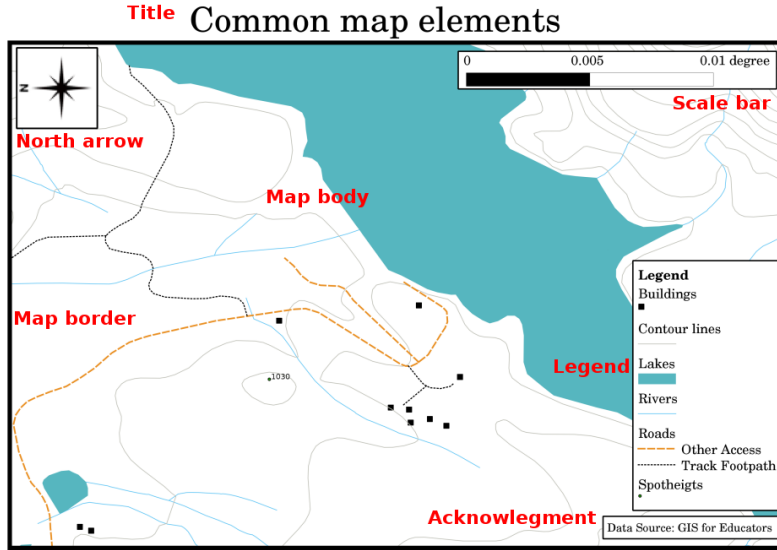 Title Common map elements
N
North arrow
0 0.005 0.01 degree
Scale bar
Map body
Map border
1030
Legend
Legend
Buildings
Contour lines
Lakes
Rivers
Roads
Other Access
Track Footpath
Spotheigts
Acknowlegment
Data Source: GIS for Educators